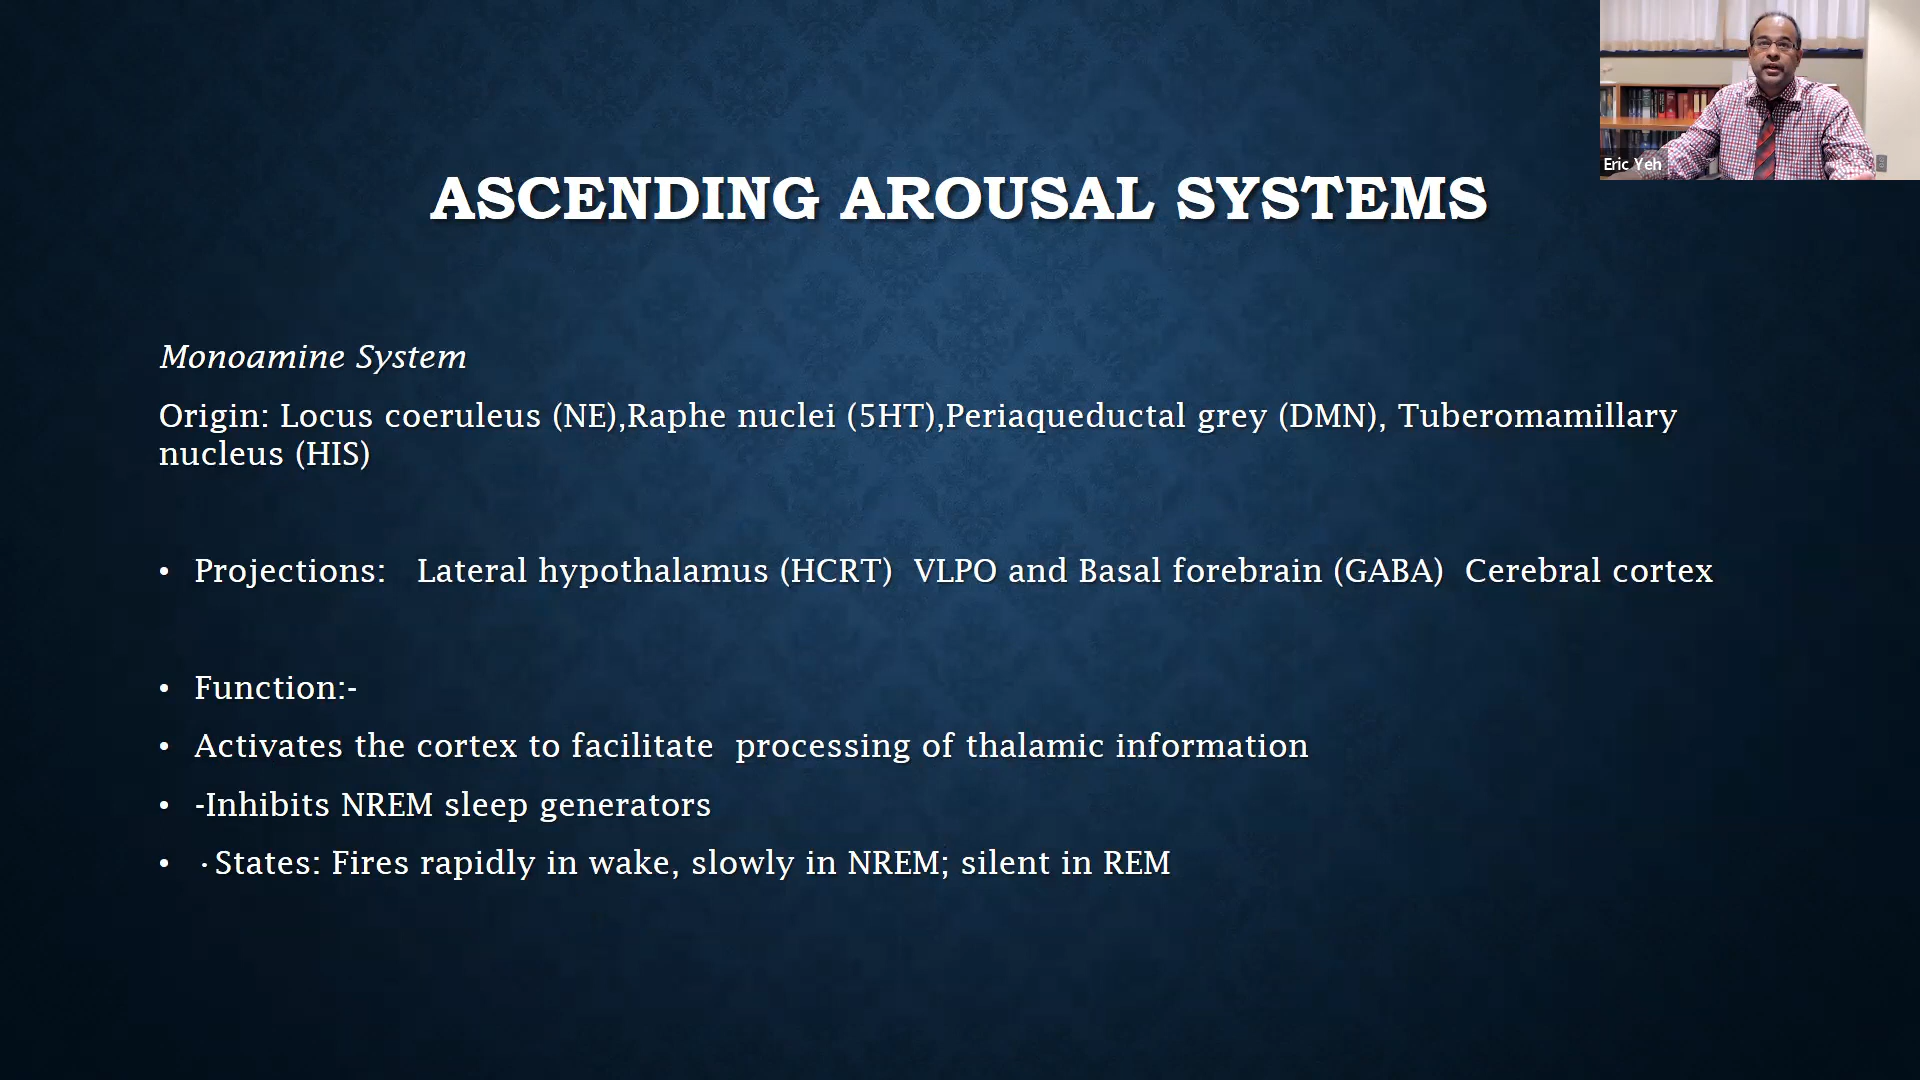 Eric Yeh
ASCENDING AROUSAL SYSTEMS
Monoamine System
Origin: Locus coeruleus (NE),Raphe nuclei (5HT),Periaqueductal grey (DMN), Tuberomamillary
nucleus (HIS)
• Projections: Lateral hypothalamus (HCRT) VLPO and Basal forebrain (GABA) Cerebral cortex
• Function:-
• Activates the cortex to facilitate processing of thalamic information
• -Inhibits NREM sleep generators
• · States: Fires rapidly in wake, slowly in NREM; silent in REM